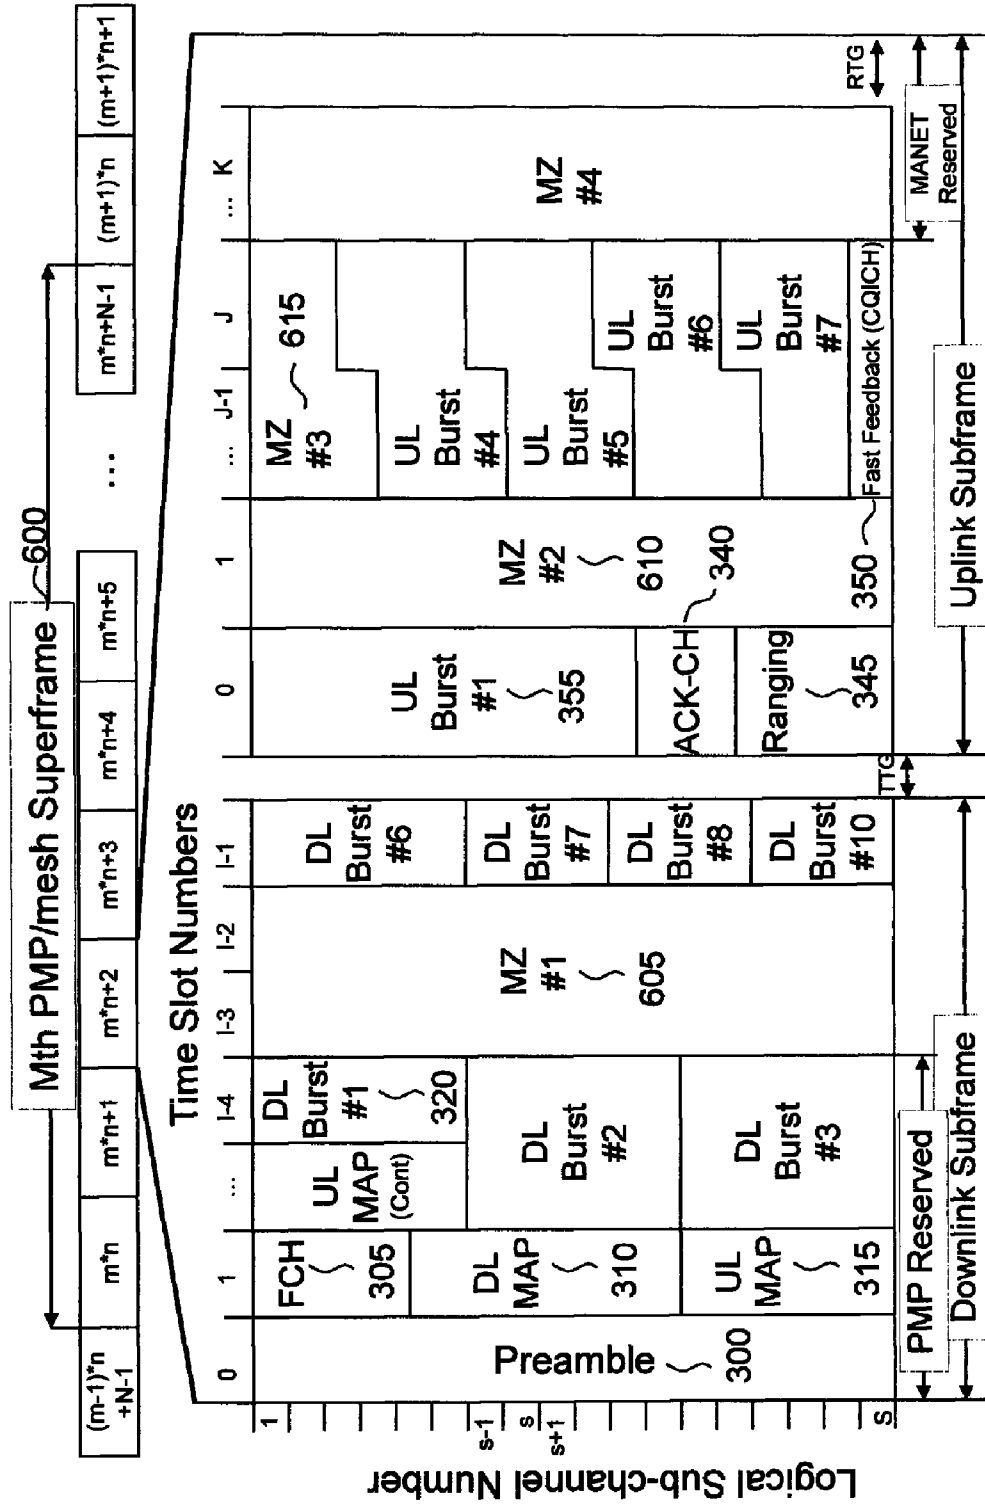 Mth PMP/mesh Superframe
600
(m-1)*n
+N-1
m*n
m*n+1
m*n+2
m*n+3
m*n+4
m*n+5
...
m*n+N-1
(m+1)*n
(m+1)*n+1
Time Slot Numbers
0
1
...
I-4
I-3
I-2
I-1
0
1
...
J-1
J
...
K
Logical Sub-channel Number
1
s-1
s
s+1
S
Preamble
300
FCH
305
DL
MAP
310
UL
MAP
315
UL
MAP
(Cont)
DL
Burst
#1
320
DL
Burst
#2
DL
Burst
#3
MZ
#1
605
DL
Burst
#6
DL
Burst
#7
DL
Burst
#8
DL
Burst
#10
UL
Burst
#1
355
ACK-CH
340
Ranging
345
MZ
#2
610
MZ
#3
615
UL
Burst
#4
UL
Burst
#5
UL
Burst
#6
UL
Burst
#7
350
Fast Feedback (CQICH)
MZ
#4
TTG
RTG
PMP Reserved
MANET
Reserved
Downlink Subframe
Uplink Subframe